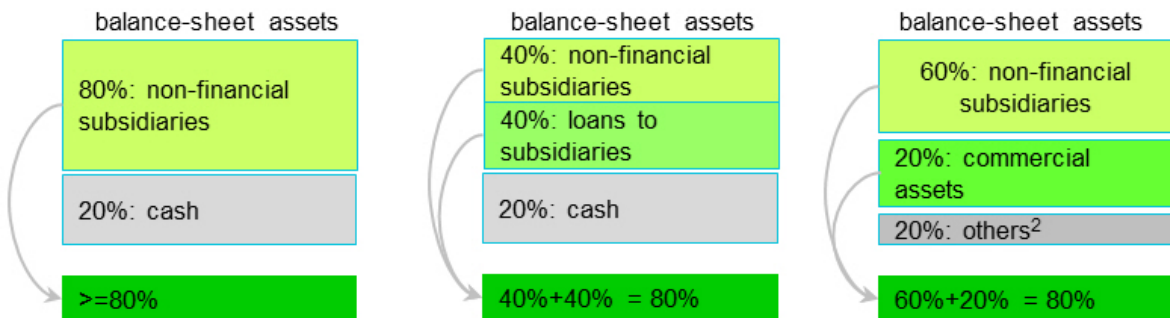 balance-sheet assets
80%: non-financial
subsidiaries
20%: cash
>=80%
balance-sheet assets
40%: non-financial
subsidiaries
40%: loans to
subsidiaries
20%: cash
40%+40% = 80%
balance-sheet assets
60%: non-financial
subsidiaries
20%: commercial
assets
20%: others²
60%+20% = 80%